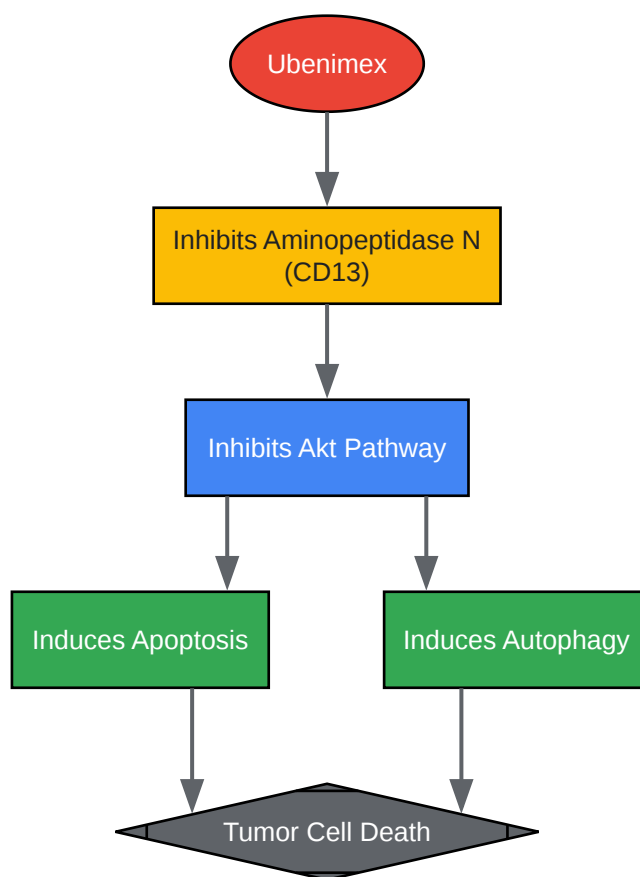 Ubenimex
Inhibits Aminopeptidase N
(CD13)
Inhibits Akt Pathway
Induces Apoptosis
Induces Autophagy
Tumor Cell Death